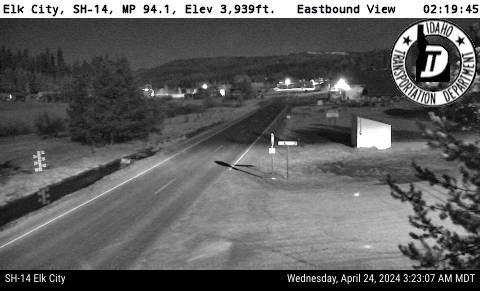 Elk City, SH-14, MP 94.1, Elev 3,939ft. Eastbound View 02:19:45
IDAHO
TRANSPORTATION DEPARTMENT
SH-14 Elk City Wednesday, April 24, 2024 3:23:07 AM MDT